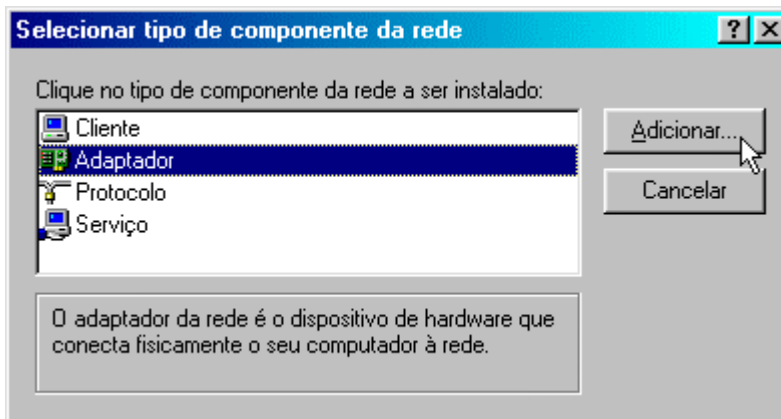 Selecionar tipo de componente da rede
Clique no tipo de componente da rede a ser instalado:
Cliente
Adaptador
Protocolo
Serviço
Adicionar...
Cancelar
O adaptador da rede é o dispositivo de hardware que
conecta fisicamente o seu computador à rede.